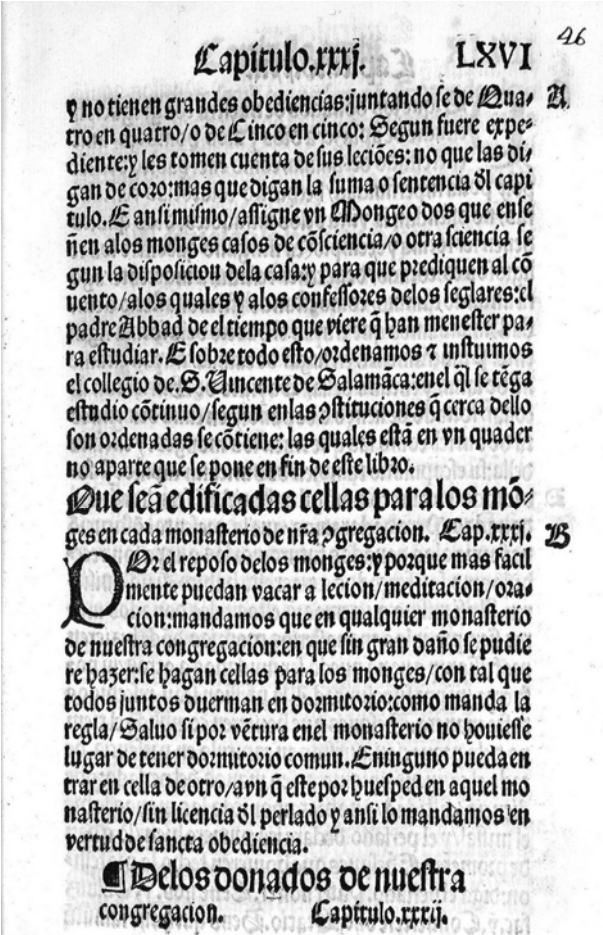 46
Capitulo.xxxj. LXVI
y no tienen grandes obediencias:juntando se de Qua- A
tro en quatro/o de Cinco en cinco: Segun fuere expe-
diente:y les tomen cuenta de sus leciões: no que las di-
gan de coro:mas que digan la suma o sentencia đl capi
tulo.E ansi mismo/assigne vn Monge o dos que ense
ñen alos monges casos de cõsciencia/o otra sciencia se
gun la disposiciou dela casa:y para que prediquen al cõ
uento/alos quales y alos confessores delos seglares:el
padre Abbad de el tiempo que viere q̃ han menester pa-
ra estudiar.E sobre todo esto/ordenamos ⁊ instuimos
el collegio de.S.Uincente de Salamãca:enel q̃l se tẽga
estudio cõtinuo/segun enlas ꝯstituciones q̃ cerca dello
son ordenadas se cõtiene: las quales estã en vn quader
no aparte que se pone en fin de este libro.
Que seã edificadas cellas para los mõ-
ges en cada monasterio de nr̃a ꝯgregacion. Cap.xxxj. B
POr el reposo delos monges:y porque mas facil
mente puedan vacar a lecion/meditacion/ora-
cion:mandamos que en qualquier monasterio
de nuestra congregacion:en que sin gran daño se pudie
re hazer:se hagan cellas para los monges/con tal que
todos juntos duerman en dormitorio:como manda la
regla/Saluo si por vẽtura enel monasterio no houiesse
lugar de tener dormitorio comun.E ninguno pueda en
trar en cella de otro/avn q̃ este por huesped en aquel mo
nasterio/sin licencia đl perlado y ansi lo mandamos en
vertud de sancta obediencia.
¶ Delos donados de nuestra
congregacion. Capitulo.xxxij.